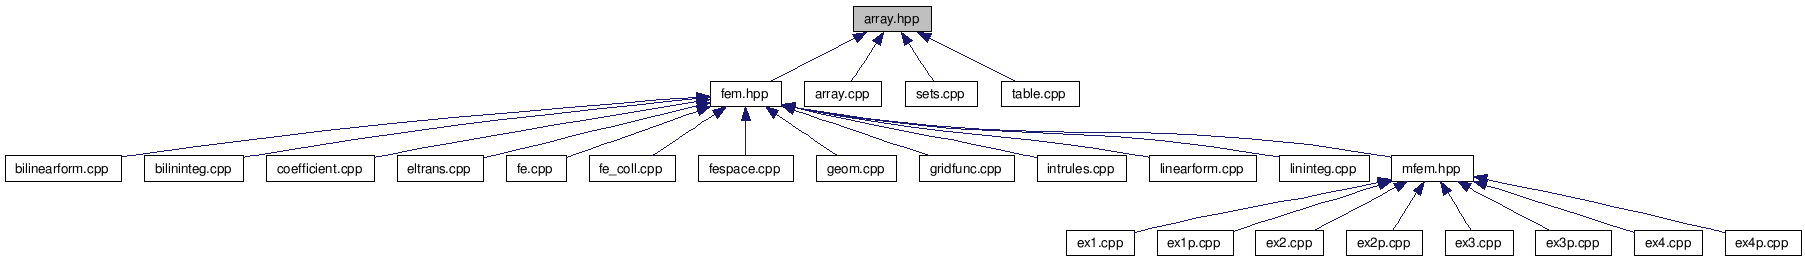 array.hpp
fem.hpp
array.cpp
sets.cpp
table.cpp
bilinearform.cpp
bilininteg.cpp
coefficient.cpp
eltrans.cpp
fe.cpp
fe_coll.cpp
fespace.cpp
geom.cpp
gridfunc.cpp
intrules.cpp
linearform.cpp
lininteg.cpp
mfem.hpp
ex1.cpp
ex1p.cpp
ex2.cpp
ex2p.cpp
ex3.cpp
ex3p.cpp
ex4.cpp
ex4p.cpp